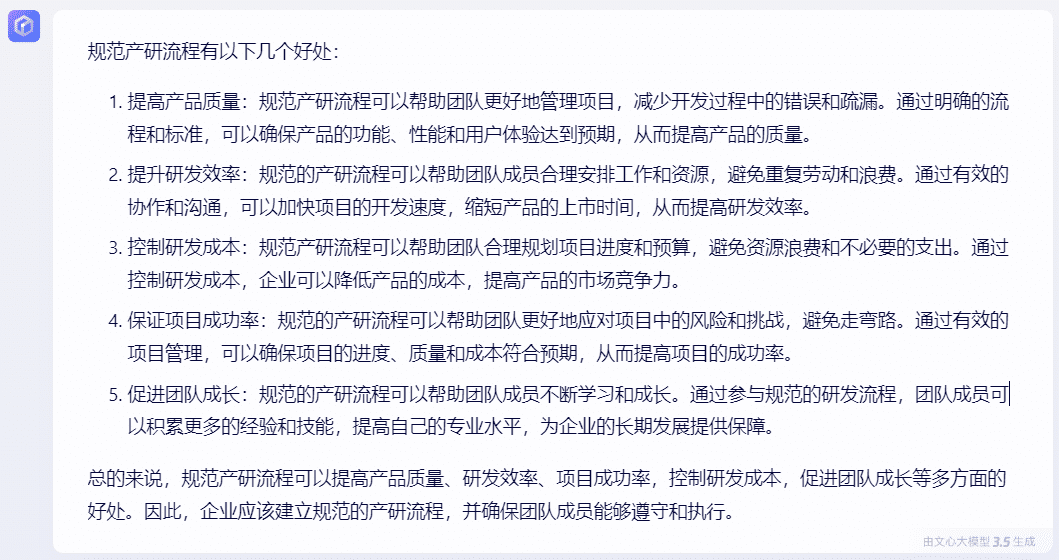 规范产研流程有以下几个好处：
1. 提高产品质量：规范产研流程可以帮助团队更好地管理项目，减少开发过程中的错误和疏漏。通过明确的流
程和标准，可以确保产品的功能、性能和用户体验达到预期，从而提高产品的质量。
2. 提升研发效率：规范的产研流程可以帮助团队成员合理安排工作和资源，避免重复劳动和浪费。通过有效的
协作和沟通，可以加快项目的开发速度，缩短产品的上市时间，从而提高研发效率。
3. 控制研发成本：规范产研流程可以帮助团队合理规划项目进度和预算，避免资源浪费和不必要的支出。通过
控制研发成本，企业可以降低产品的成本，提高产品的市场竞争力。
4. 保证项目成功率：规范的产研流程可以帮助团队更好地应对项目中的风险和挑战，避免走弯路。通过有效的
项目管理，可以确保项目的进度、质量和成本符合预期，从而提高项目的成功率。
5. 促进团队成长：规范的产研流程可以帮助团队成员不断学习和成长。通过参与规范的研发流程，团队成员可
以积累更多的经验和技能，提高自己的专业水平，为企业的长期发展提供保障。
总的来说，规范产研流程可以提高产品质量、研发效率、项目成功率，控制研发成本，促进团队成长等多方面的
好处。因此，企业应该建立规范的产研流程，并确保团队成员能够遵守和执行。
由文心大模型 3.5 生成